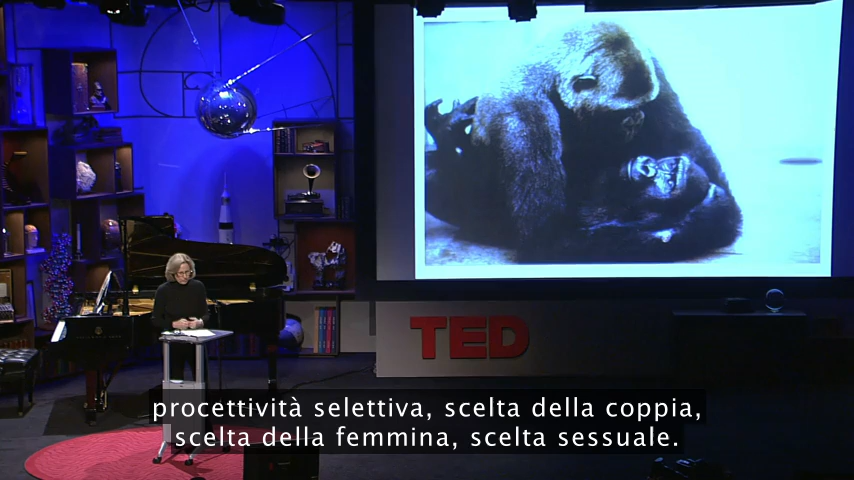 TED
procettività selettiva, scelta della coppia,
scelta della femmina, scelta sessuale.